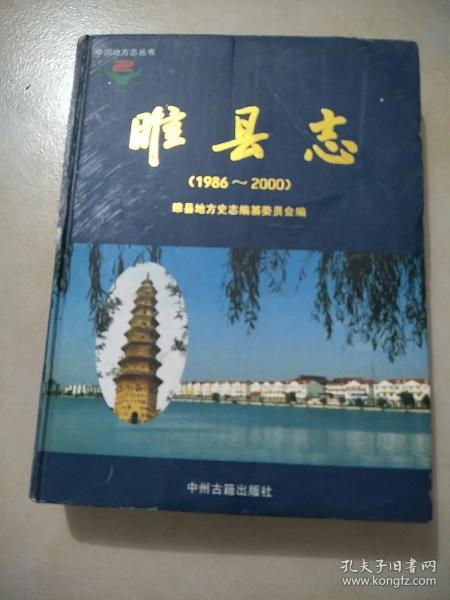 中国地方志丛书
睢县志
(1986～2000)
睢县地方史志编纂委员会编
中州古籍出版社
孔夫子旧书网
www.kongfz.com